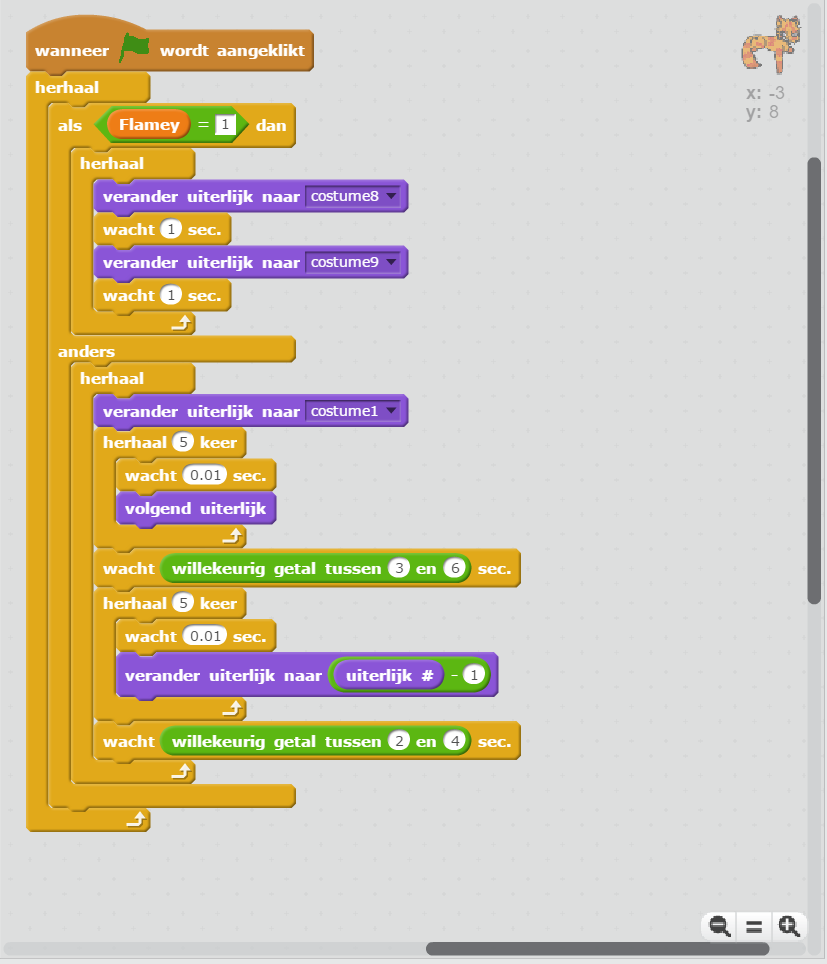 wanneer wordt aangeklikt
herhaal
als Flamey = 1 dan
herhaal
verander uiterlijk naar costume8
wacht 1 sec.
verander uiterlijk naar costume9
wacht 1 sec.
anders
herhaal
verander uiterlijk naar costume1
herhaal 5 keer
wacht 0.01 sec.
volgend uiterlijk
wacht willekeurig getal tussen 3 en 6 sec.
herhaal 5 keer
wacht 0.01 sec.
verander uiterlijk naar uiterlijk # - 1
wacht willekeurig getal tussen 2 en 4 sec.
x: -3
y: 8